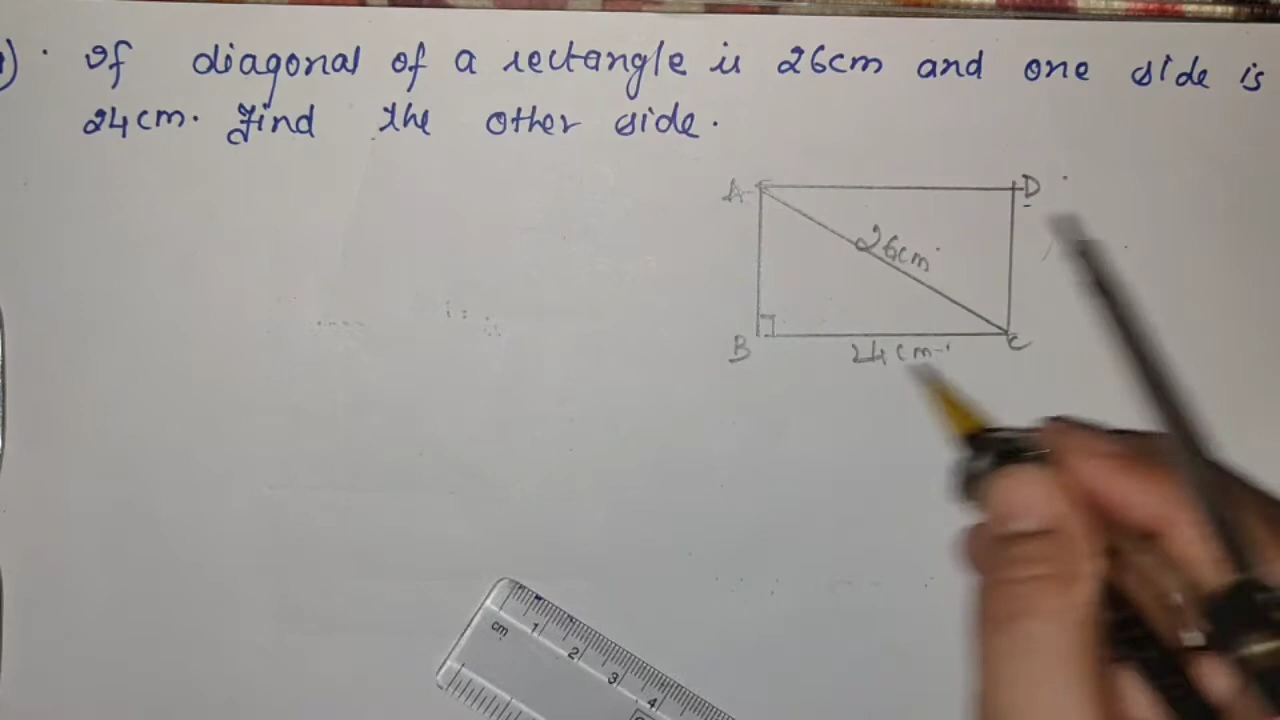 If diagonal of a rectangle is 26cm and one side is
24cm. Find the other side.
A
D
26cm
B
24cm
C
cm 1 2 3 4